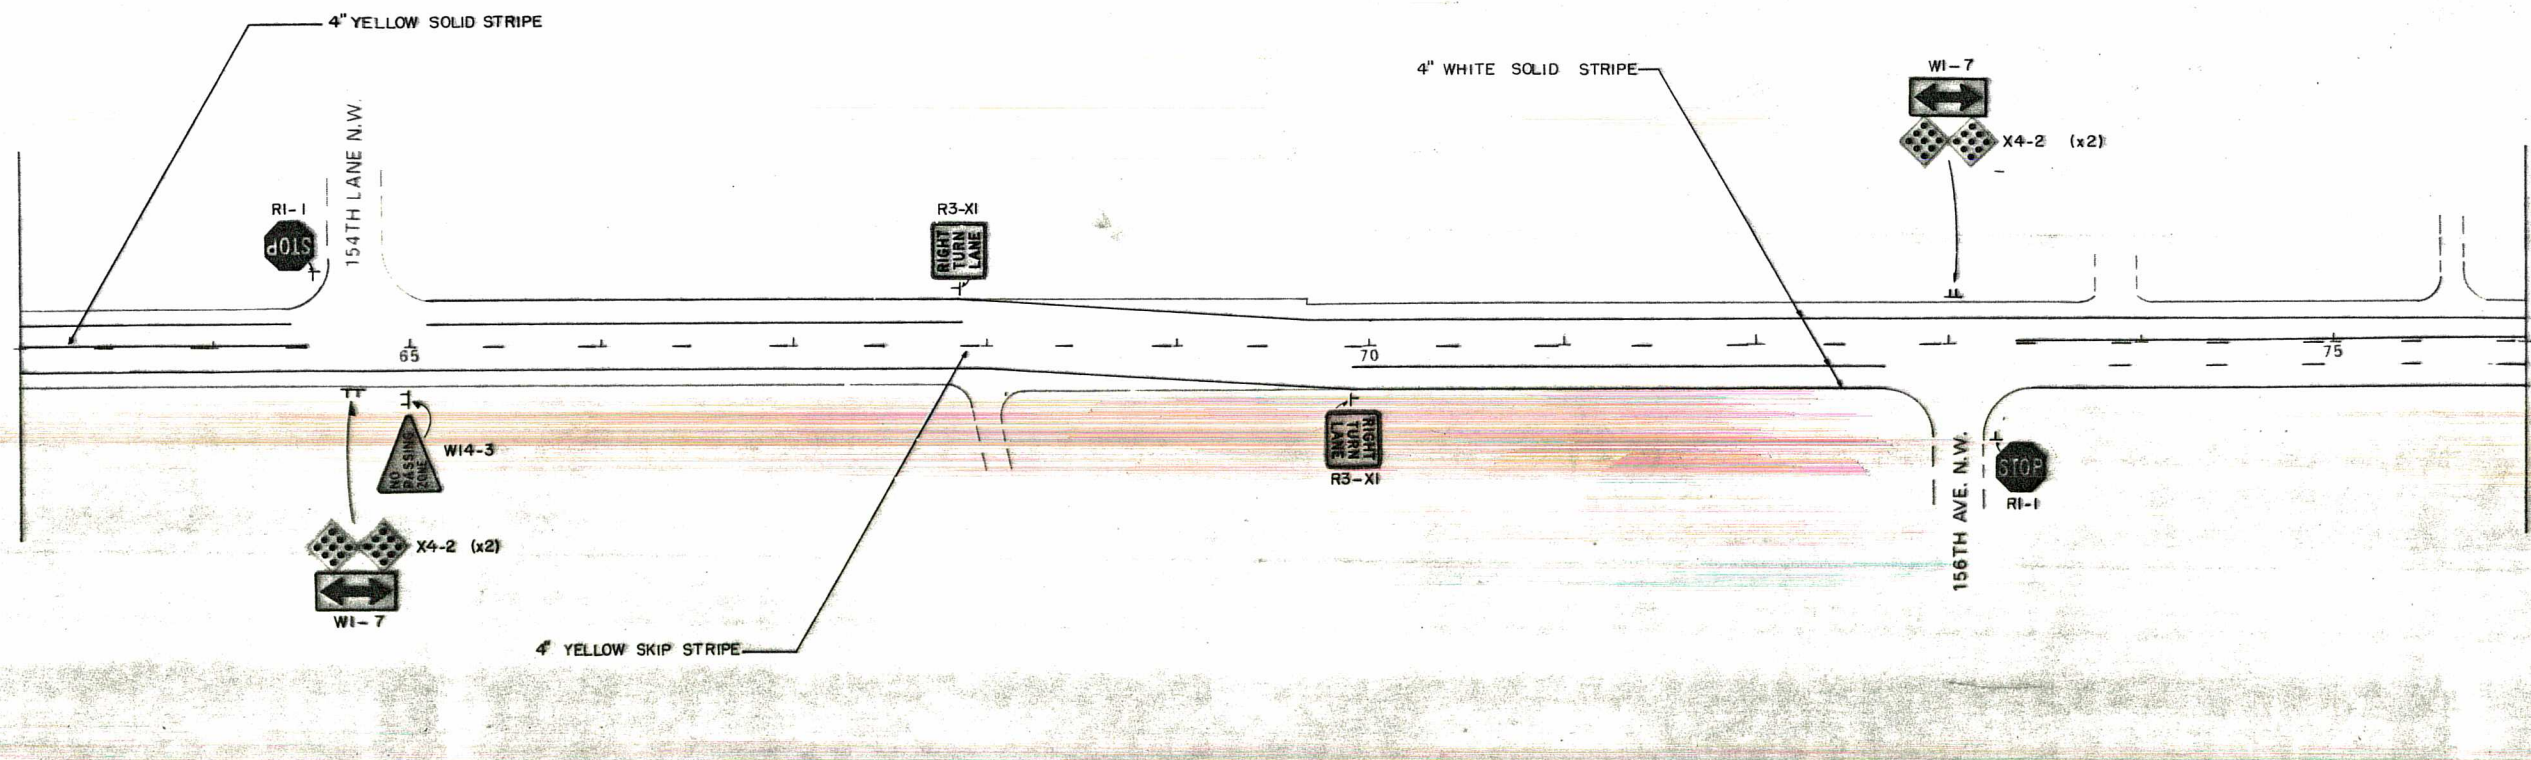 4" YELLOW SOLID STRIPE
4" WHITE SOLID STRIPE
W1-7
X4-2 (x2)
154TH LANE N.W.
R1-1
STOP
R3-X1
RIGHT
TURN
LANE
65
70
75
W14-3
NO
PASSING
ZONE
X4-2 (x2)
W1-7
4" YELLOW SKIP STRIPE
RIGHT
TURN
LANE
R3-X1
156TH AVE. N.W.
STOP
R1-1